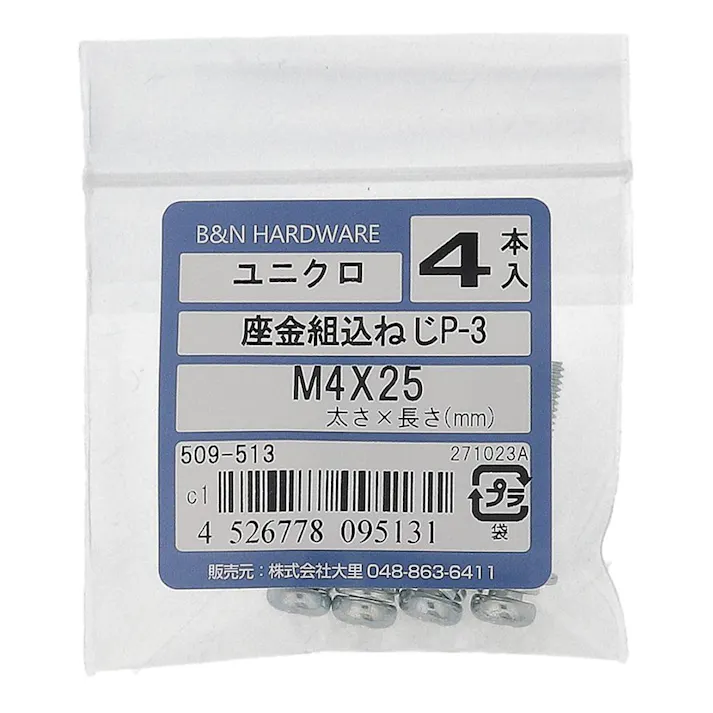 B&N HARDWARE
ユニクロ
4本入
座金組込ねじP-3
M4X25
太さ×長さ(mm)
509-513
271023A
c1
プラ
袋
4 526778 095131
販売元：株式会社大里 048-863-6411